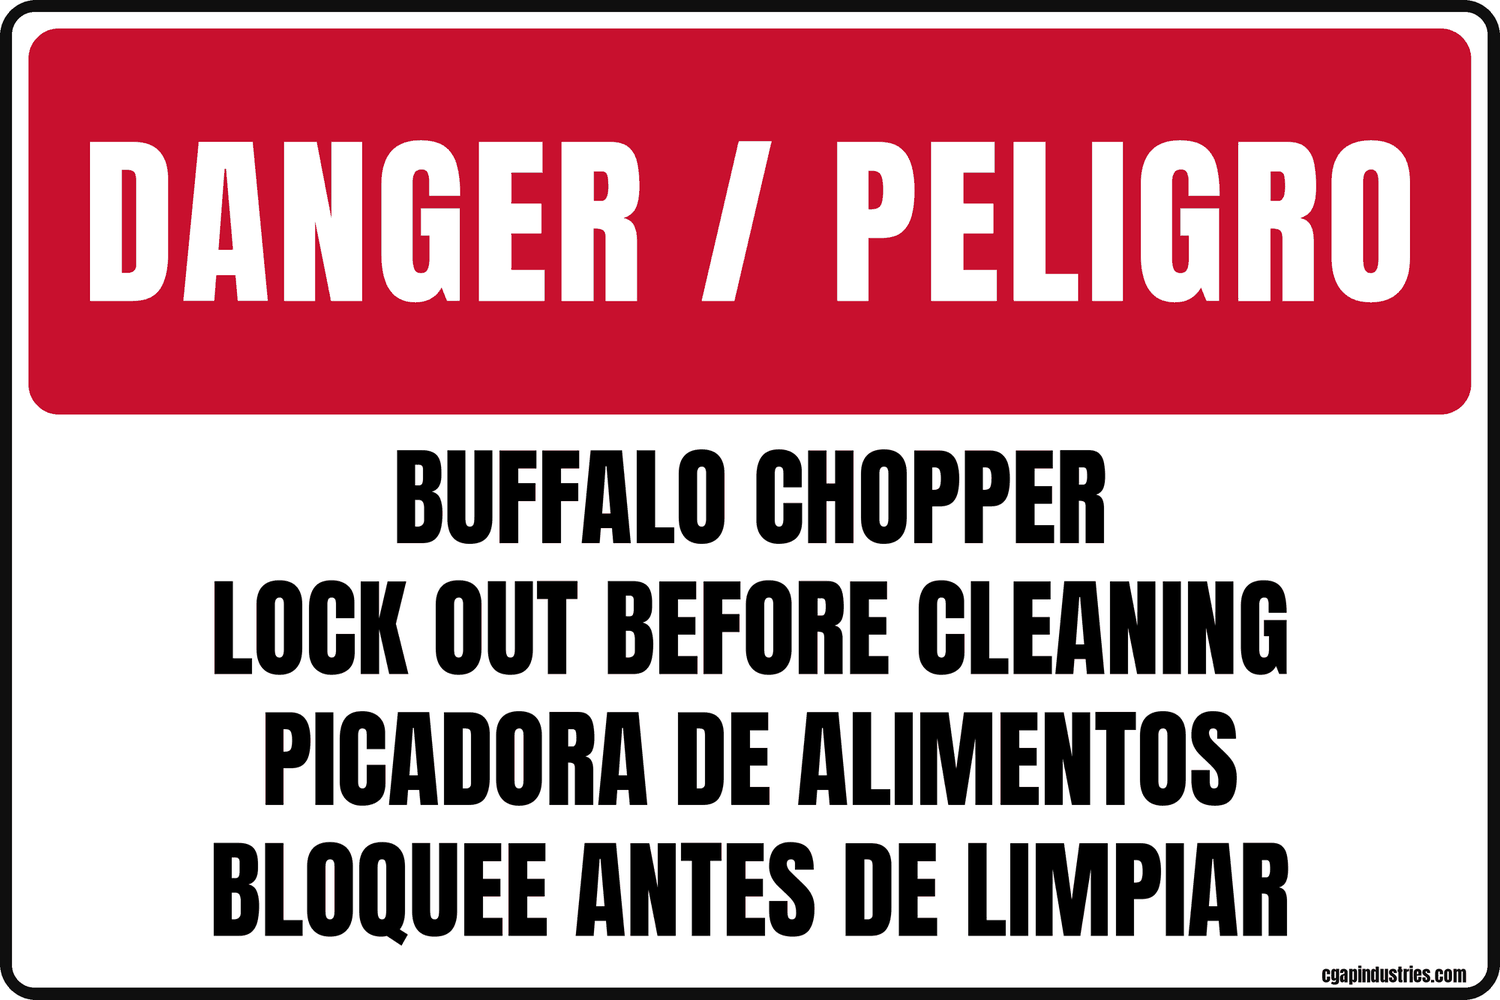 DANGER / PELIGRO
BUFFALO CHOPPER
LOCK OUT BEFORE CLEANING
PICADORA DE ALIMENTOS
BLOQUEE ANTES DE LIMPIAR
cgapindustries.com